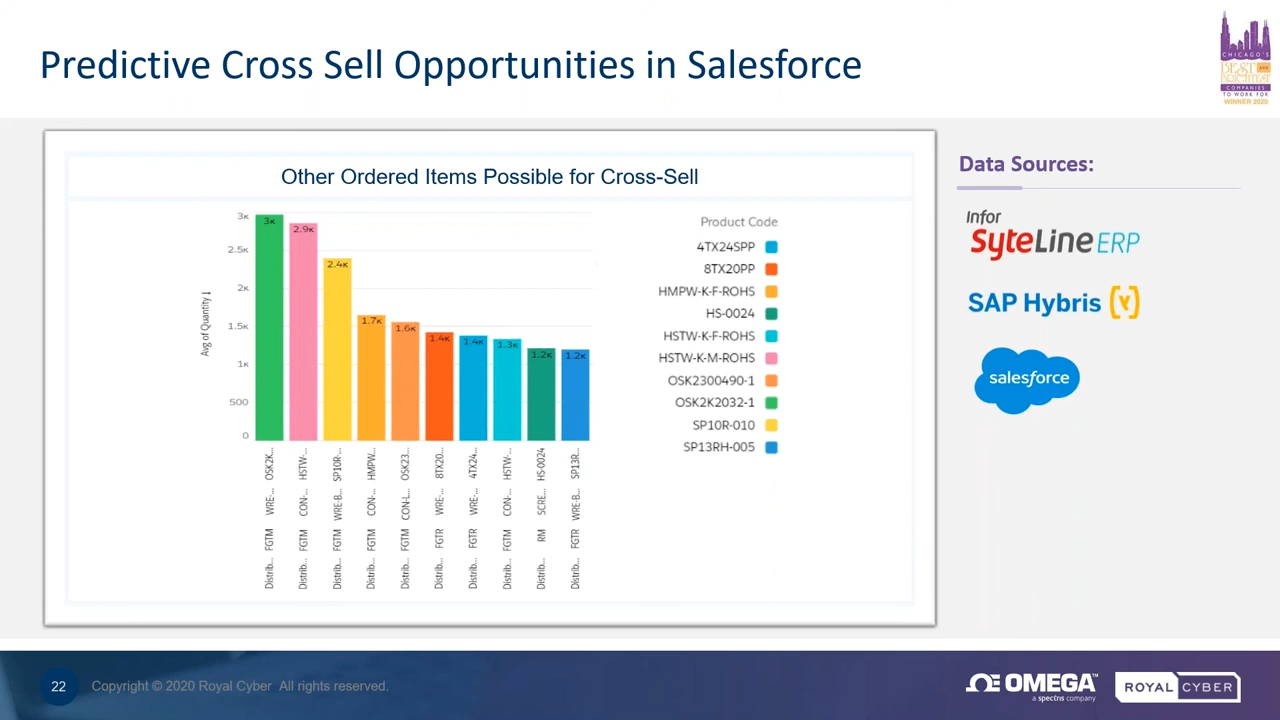 Predictive Cross Sell Opportunities in Salesforce
CHICAGO'S
BEST AND
BRIGHTEST
COMPANIES
TO WORK FOR
WINNER 2020
Other Ordered Items Possible for Cross-Sell
Avg of Quantity ↓
3K
2.5K
2K
1.5K
1K
500
0
3K
2.9K
2.4K
1.7K
1.6K
1.4K
1.4K
1.3K
1.2K
1.2K
OSK2K... HSTW-... SP10R-... HMPW... OSK23... 8TX20... 4TX24... HSTW-... HS-0024 SP13R...
WRE-... CON-... WRE-B... CON-... CON-L... WRE-... WRE-... CON-... SCRE... WRE-B...
FGTM FGTM FGTM FGTM FGTM FGTR FGTR FGTM RM FGTR
Distrib... Distrib... Distrib... Distrib... Distrib... Distrib... Distrib... Distrib... Distrib... Distrib...
Product Code
4TX24SPP
8TX20PP
HMPW-K-F-ROHS
HS-0024
HSTW-K-F-ROHS
HSTW-K-M-ROHS
OSK2300490-1
OSK2K2032-1
SP10R-010
SP13RH-005
Data Sources:
Infor
SyteLine ERP
SAP Hybris (Y)
salesforce
22
Copyright © 2020 Royal Cyber All rights reserved.
OMEGA™
a spectris company
ROYAL CYBER